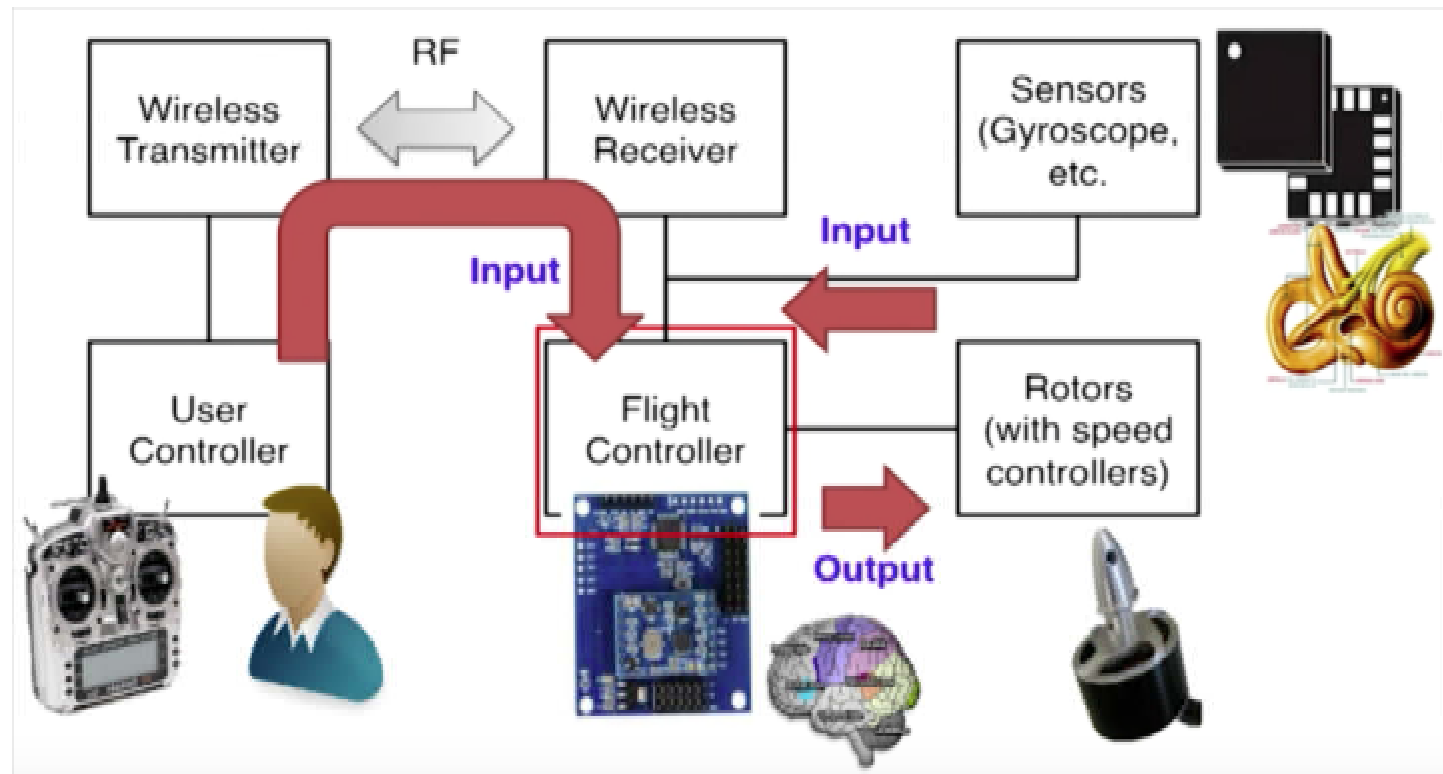 RF
Wireless
Transmitter
Wireless
Receiver
Sensors
(Gyroscope,
etc.
Input
Input
User
Controller
Flight
Controller
Rotors
(with speed
controllers)
Output